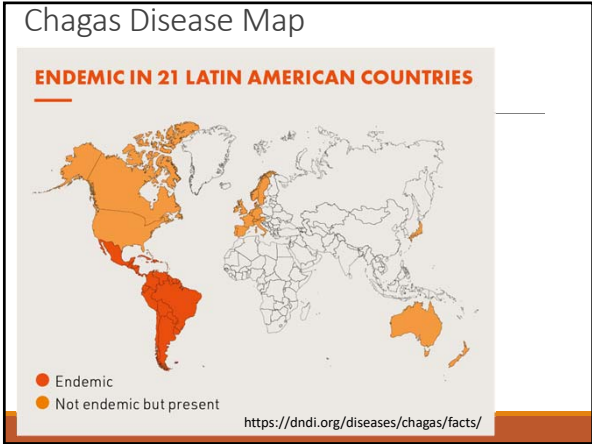 Chagas Disease Map
ENDEMIC IN 21 LATIN AMERICAN COUNTRIES
Endemic
Not endemic but present
https://dndi.org/diseases/chagas/facts/